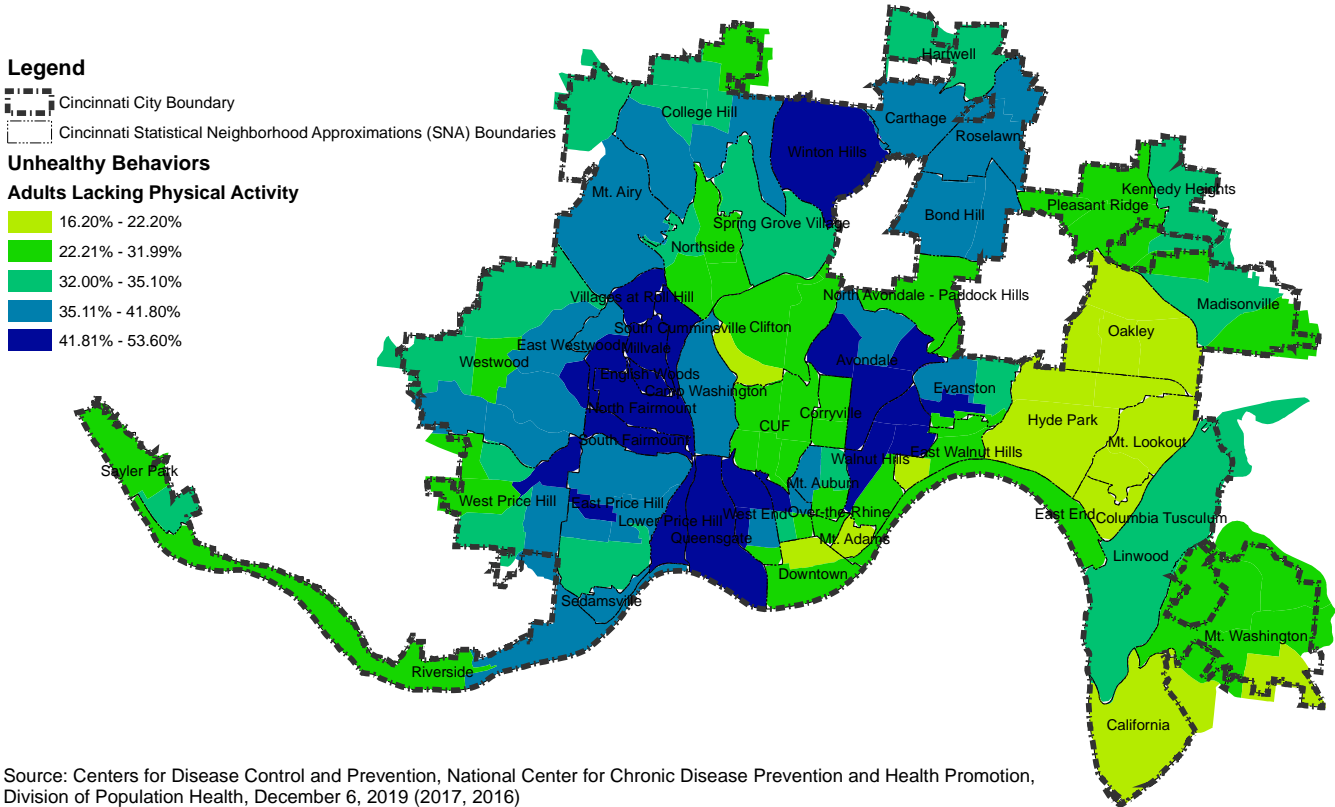 Legend
Cincinnati City Boundary
Cincinnati Statistical Neighborhood Approximations (SNA) Boundaries
Unhealthy Behaviors
Adults Lacking Physical Activity
16.20% - 22.20%
22.21% - 31.99%
32.00% - 35.10%
35.11% - 41.80%
41.81% - 53.60%
Hartwell
College Hill
Carthage
Roselawn
Winton Hills
Mt. Airy
Kennedy Heights
Pleasant Ridge
Bond Hill
Spring Grove Village
Northside
Villages at Roll Hill
North Avondale - Paddock Hills
Madisonville
South Cumminsville
Clifton
Oakley
East Westwood
Millvale
Westwood
Avondale
English Woods
Camp Washington
Evanston
North Fairmount
Corryville
Hyde Park
CUF
South Fairmount
Mt. Lookout
East Walnut Hills
Walnut Hills
Sayler Park
Mt. Auburn
West Price Hill
East Price Hill
Lower Price Hill
West End
Over-the-Rhine
East End
Columbia Tusculum
Queensgate
Mt. Adams
Linwood
Downtown
Sedamsville
Mt. Washington
Riverside
California
Source: Centers for Disease Control and Prevention, National Center for Chronic Disease Prevention and Health Promotion,
Division of Population Health, December 6, 2019 (2017, 2016)